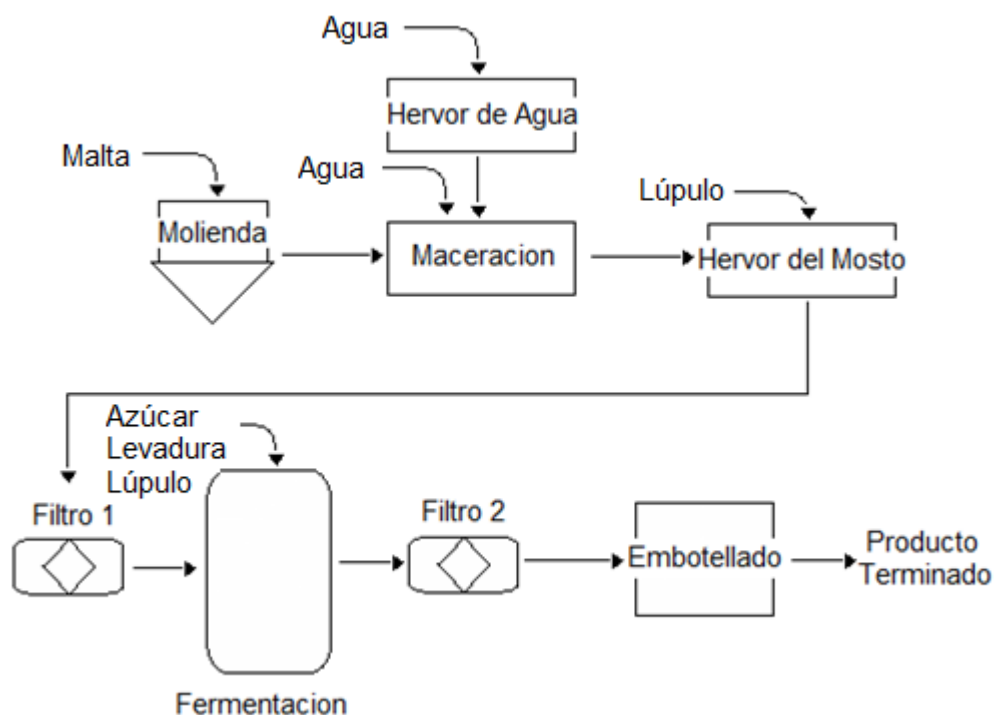 Agua
Hervor de Agua
Malta
Agua
Lúpulo
Molienda
Maceracion
Hervor del Mosto
Azúcar
Levadura
Lúpulo
Filtro 1
Filtro 2
Embotellado
Producto
Terminado
Fermentacion